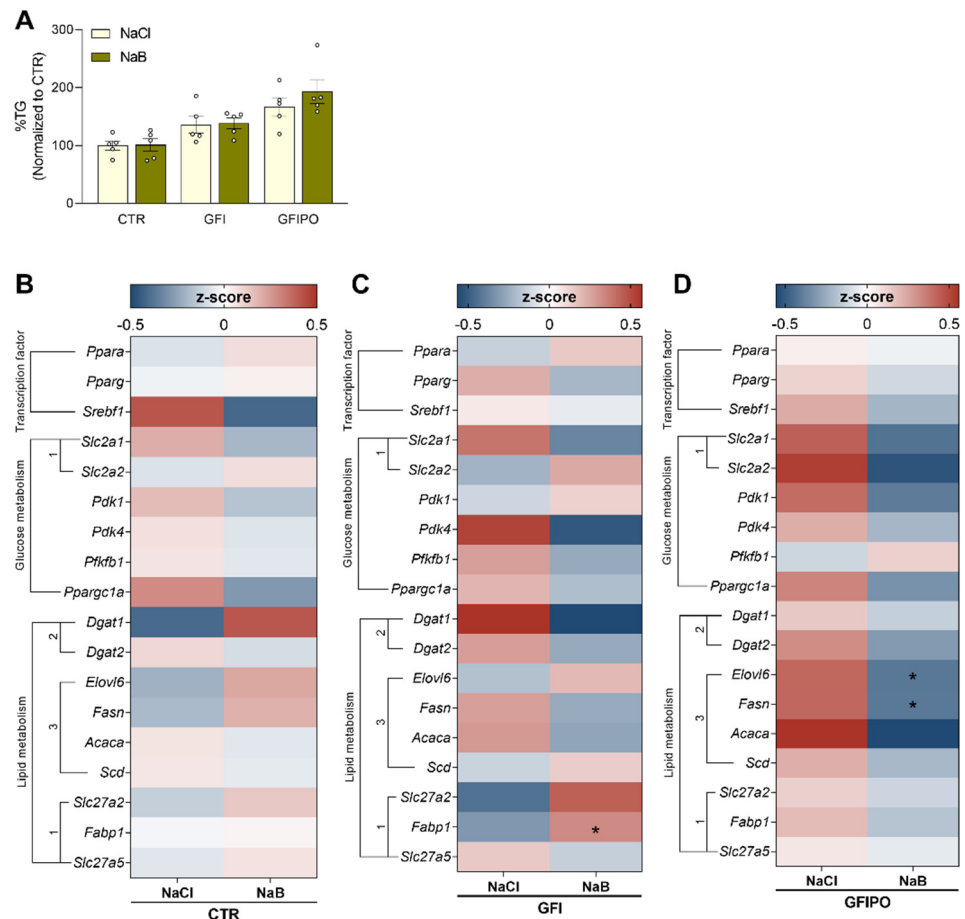 A
300
200
100
0
%TG
(Normalized to CTR)
NaCl
NaB
CTR
GFI
GFIPO
B
z-score
-0.5
0
0.5
Transcription factor
Ppara
Pparg
Srebf1
Glucose metabolism
1
Slc2a1
Slc2a2
Pdk1
Pdk4
Pfkfb1
Ppargc1a
Lipid metabolism
2
Dgat1
Dgat2
3
Elovl6
Fasn
Acaca
Scd
1
Slc27a2
Fabp1
Slc27a5
NaCl
NaB
CTR
C
z-score
-0.5
0
0.5
Transcription factor
Ppara
Pparg
Srebf1
Glucose metabolism
1
Slc2a1
Slc2a2
Pdk1
Pdk4
Pfkfb1
Ppargc1a
Lipid metabolism
2
Dgat1
Dgat2
3
Elovl6
Fasn
Acaca
Scd
1
Slc27a2
Fabp1
*
Slc27a5
NaCl
NaB
GFI
D
z-score
-0.5
0
0.5
Transcription factor
Ppara
Pparg
Srebf1
Glucose metabolism
1
Slc2a1
Slc2a2
Pdk1
Pdk4
Pfkfb1
Ppargc1a
Lipid metabolism
2
Dgat1
Dgat2
3
Elovl6
*
Fasn
*
Acaca
Scd
1
Slc27a2
Fabp1
Slc27a5
NaCl
NaB
GFIPO